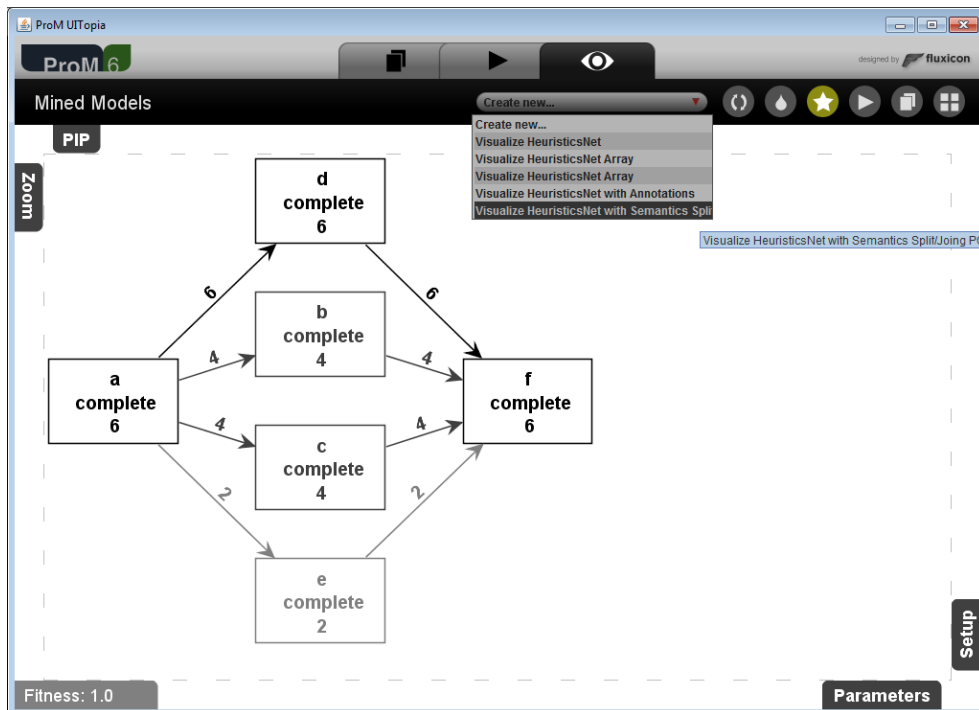 ProM UITopia
ProM 6
designed by fluxicon
Mined Models
Create new...
Create new...
Visualize HeuristicsNet
Visualize HeuristicsNet Array
Visualize HeuristicsNet Array
Visualize HeuristicsNet with Annotations
Visualize HeuristicsNet with Semantics Spli
Visualize HeuristicsNet with Semantics Split/Joing P
PIP
Zoom
d
complete
6
6
6
b
complete
4
4
4
a
complete
6
f
complete
6
4
4
c
complete
4
2
2
e
complete
2
Setup
Fitness: 1.0
Parameters